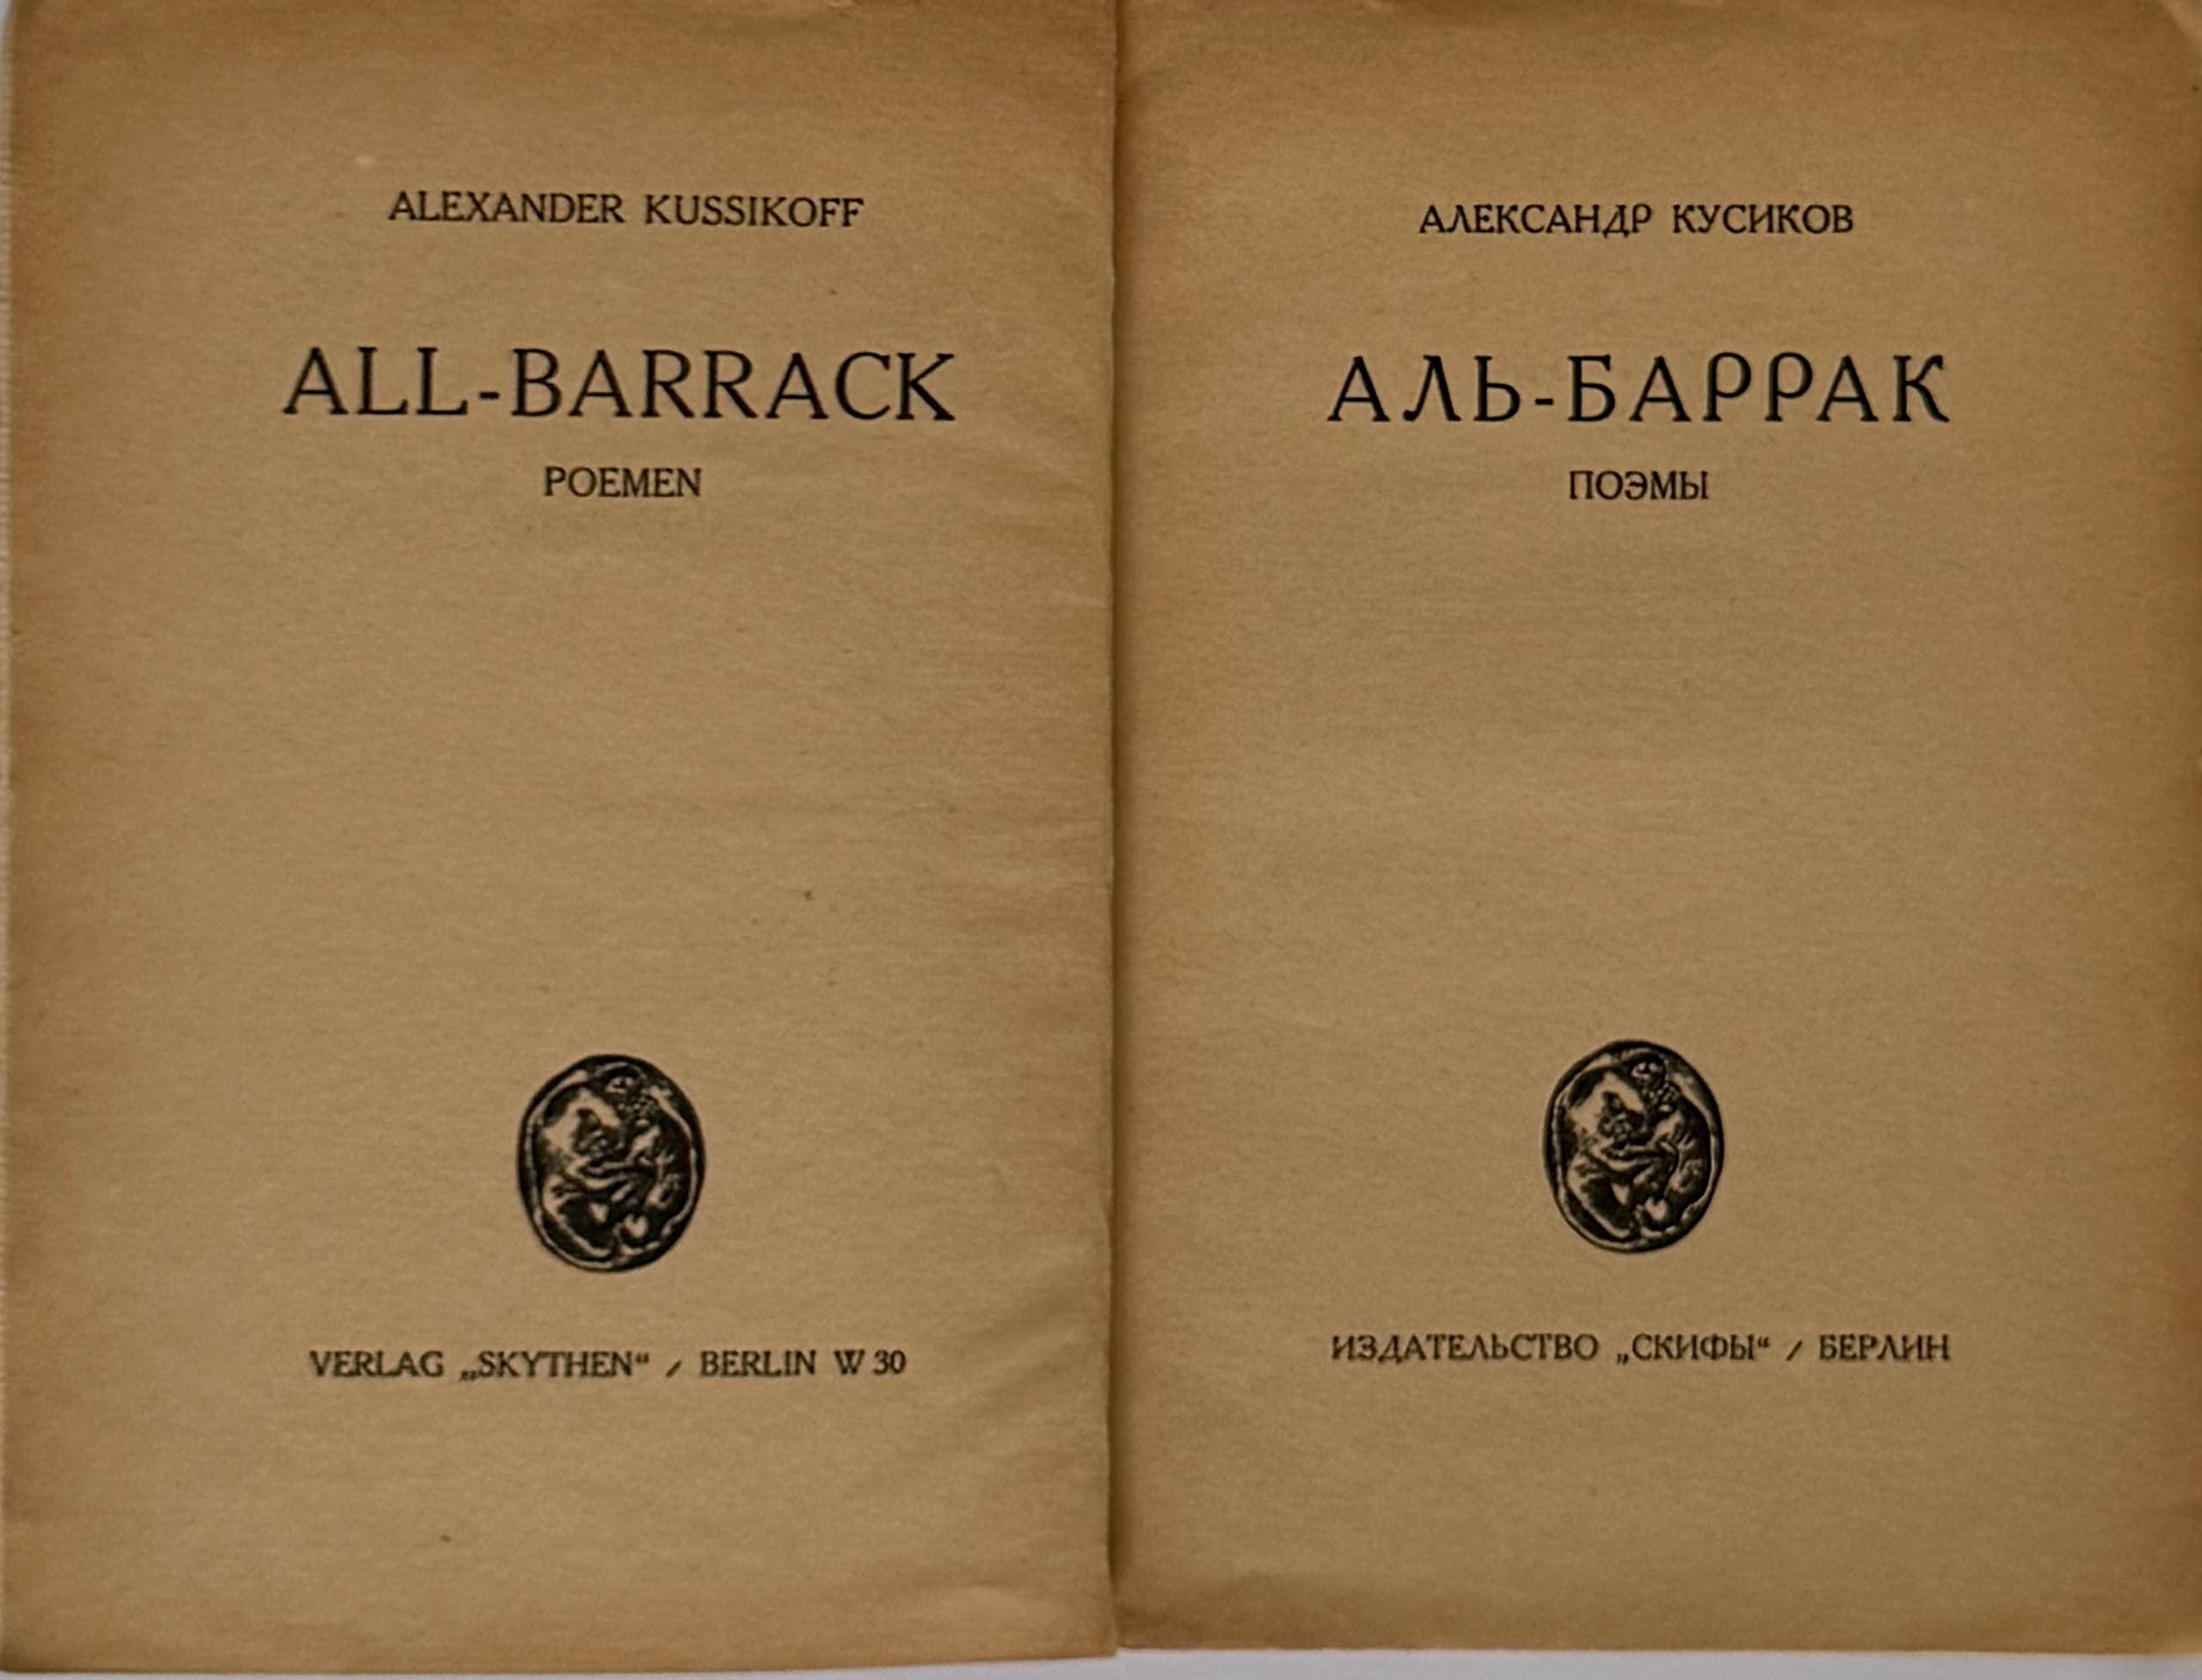 ALEXANDER KUSSIKOFF
ALL-BARRACK
POEMEN
VERLAG „SKYTHEN“ / BERLIN W 30
АЛЕКСАНДР КУСИКОВ
АЛЬ-БАРРАК
ПОЭМЫ
ИЗДАТЕЛЬСТВО „СКИФЫ“ / БЕРЛИН